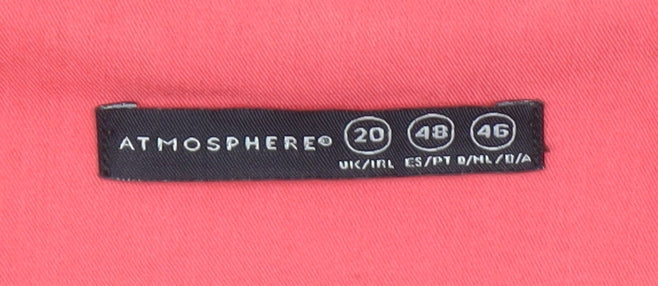 ATMOSPHERE® 20 48 46
UK/IRL ES/PT D/NL/B/A